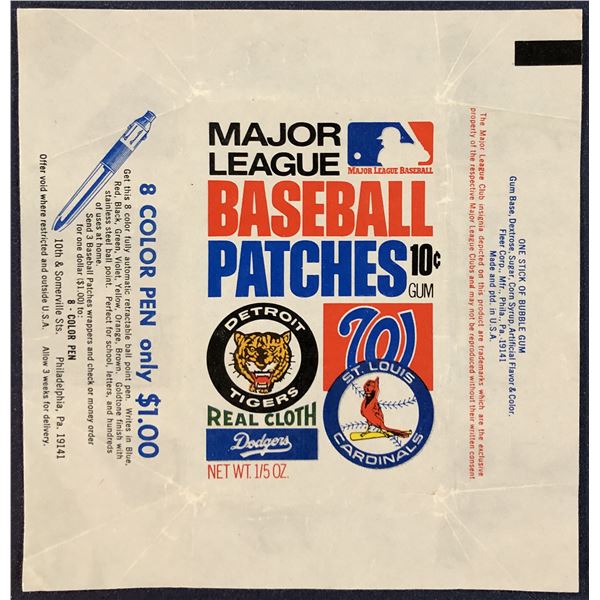 MAJOR
LEAGUE
MAJOR LEAGUE BASEBALL
BASEBALL
PATCHES 10¢
GUM
DETROIT
TIGERS
W
ST. LOUIS
CARDINALS
REAL CLOTH
Dodgers
NET WT. 1/5 OZ.
8 COLOR PEN only $1.00
Get this 8 color fully automatic retractable ball point pen. Writes in Blue,
Red, Black, Green, Violet, Yellow, Orange, Brown. Goldtone finish with
stainless steel ball point. Perfect for school, letters, and hundreds
of uses at home.
Send 3 Baseball Patches wrappers and check or money order
for one dollar ($1.00) to:
8 - COLOR PEN
10th & Somerville Sts. Philadelphia, Pa. 19141
Offer void where restricted and outside U.S.A. Allow 3 weeks for delivery.
ONE STICK OF BUBBLE GUM
Gum Base, Dextrose, Sugar, Corn Syrup, Artificial Flavor & Color.
Fleer Corp., Mfr., Phila., Pa. 19141
Made and ptd. in U.S.A.
The Major League Club insignia depicted on this product are trademarks which are the exclusive
property of the respective Major League Clubs and may not be reproduced without their written consent